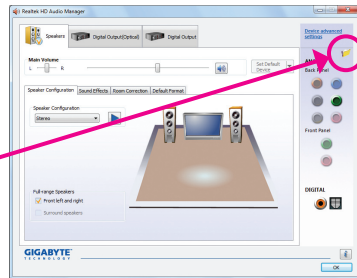 Realtek HD Audio Manager
Speakers
Digital Output(Optical)
Digital Output
Device advanced
settings
Main Volume
L
R
Set Default
Device
Back Panel
Speaker Configuration
Sound Effects
Room Correction
Default Format
Speaker Configuration
Stereo
Front Panel
Full-range Speakers
Front left and right
Surround speakers
DIGITAL
GIGABYTE
TECHNOLOGY
OK